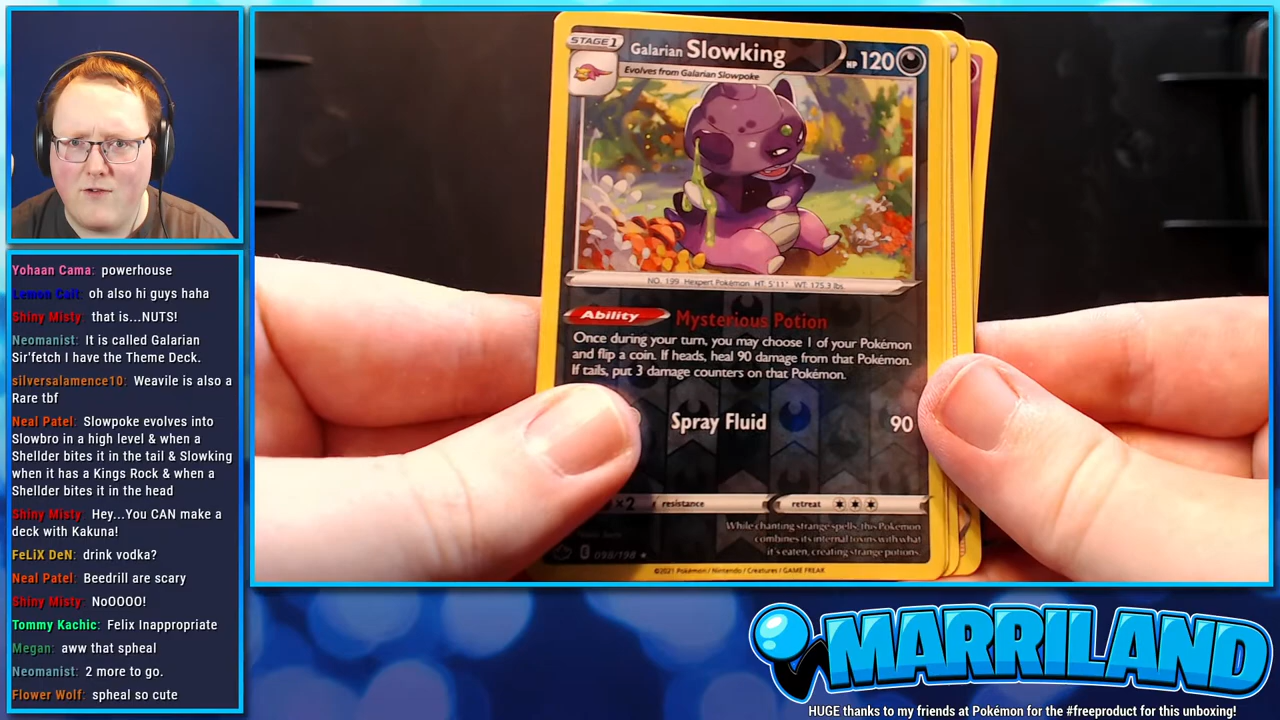 Yohaan Cama: powerhouse
Lemon Cait: oh also hi guys haha
Shiny Misty: that is...NUTS!
Neomanist: It is called Galarian
Sir'fetch I have the Theme Deck.
silversalamence10: Weavile is also a
Rare tbf
Neal Patel: Slowpoke evolves into
Slowbro in a high level & when a
Shellder bites it in the tail & Slowking
when it has a Kings Rock & when a
Shellder bites it in the head
Shiny Misty: Hey...You CAN make a
deck with Kakuna!
FeLiX DeN: drink vodka?
Neal Patel: Beedrill are scary
Shiny Misty: NoOOOO!
Tommy Kachic: Felix Inappropriate
Megan: aww that spheal
Neomanist: 2 more to go.
Flower Wolf: spheal so cute
STAGE 1
Galarian Slowking
HP 120
Evolves from Galarian Slowpoke
NO. 199 Hexpert Pokémon HT: 5'11" WT: 175.3 lbs.
Ability Mysterious Potion
Once during your turn, you may choose 1 of your Pokémon
and flip a coin. If heads, heal 90 damage from that Pokémon.
If tails, put 3 damage counters on that Pokémon.
Spray Fluid 90
×2 resistance retreat
While chanting strange spells, this Pokémon
combines its internal toxins with what
it's eaten, creating strange potions.
098/198
©2021 Pokémon / Nintendo / Creatures / GAME FREAK
MARRILAND
HUGE thanks to my friends at Pokémon for the #freeproduct for this unboxing!